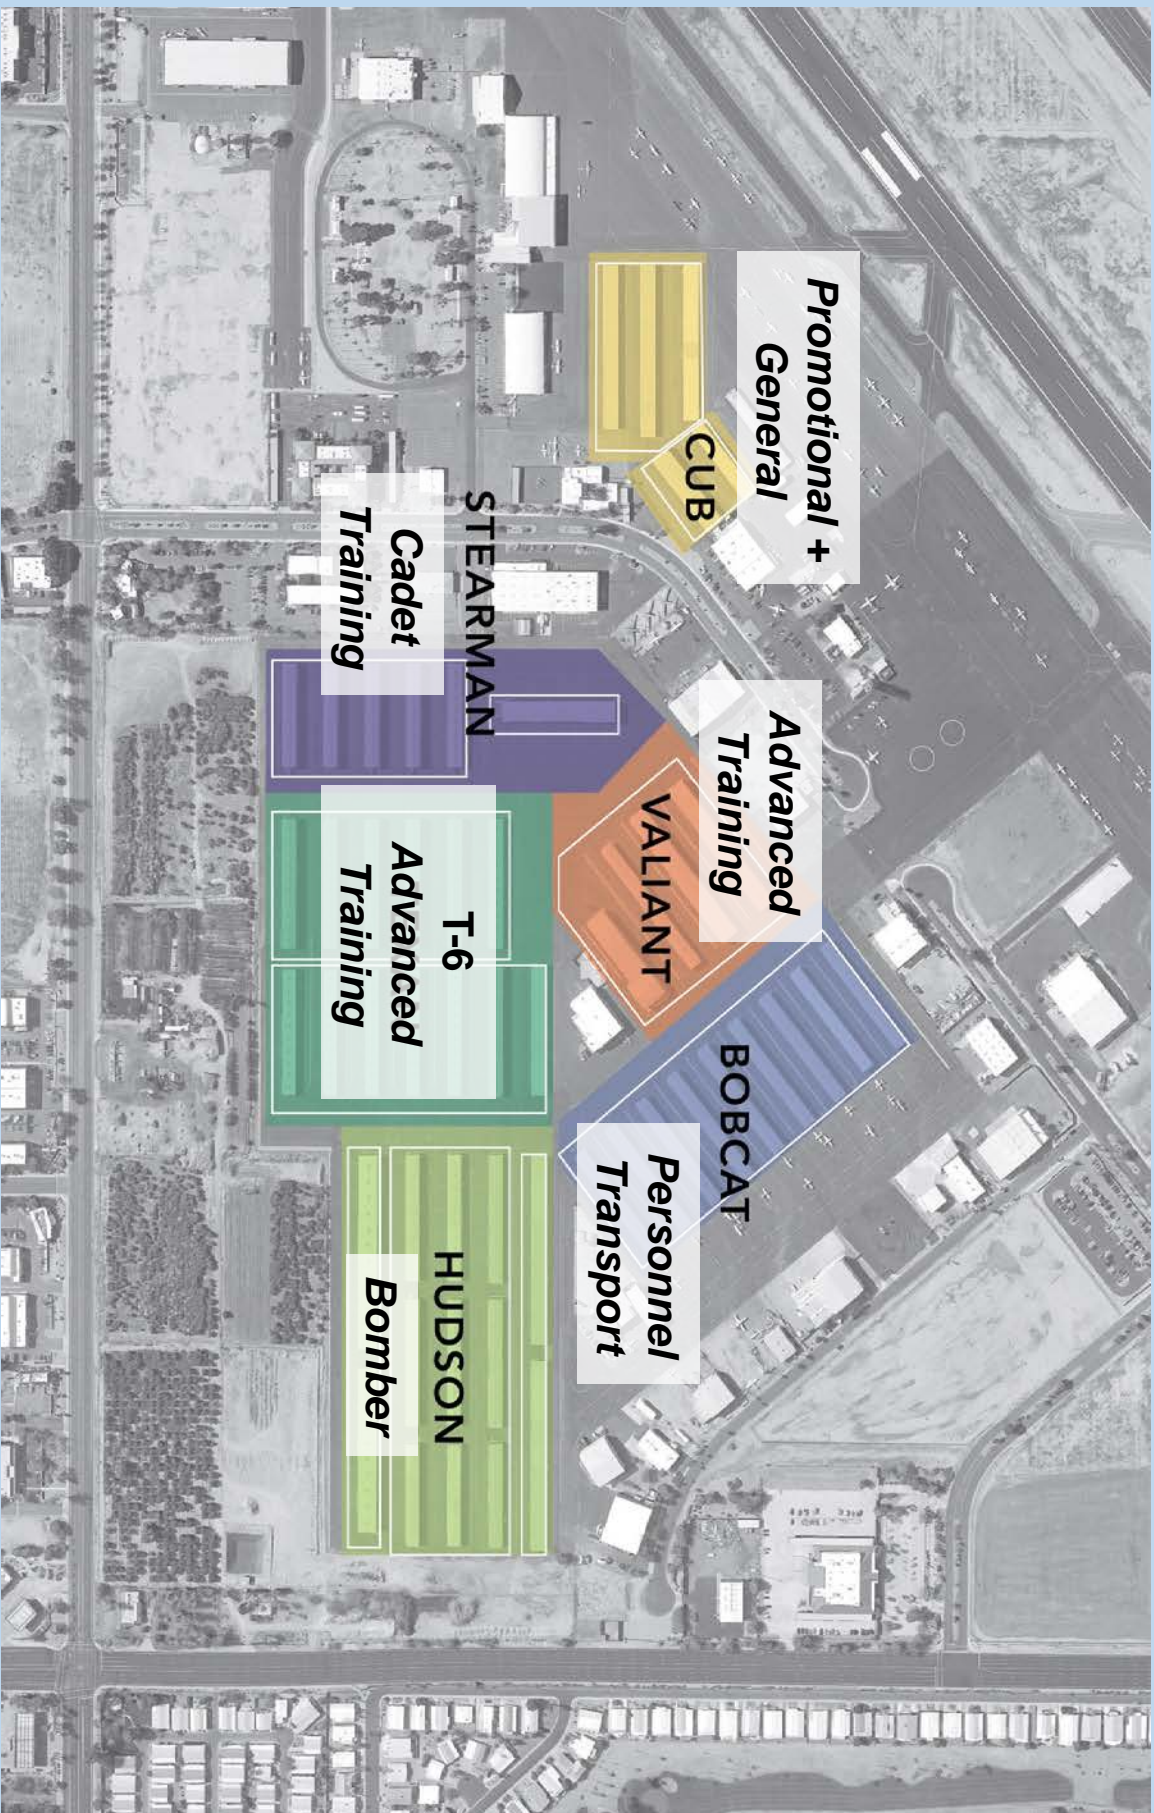 Promotional +
General
CUB
Advanced
Training
VALIANT
BOBCAT
Personnel
Transport
STEARMAN
Cadet
Training
T-6
Advanced
Training
HUDSON
Bomber